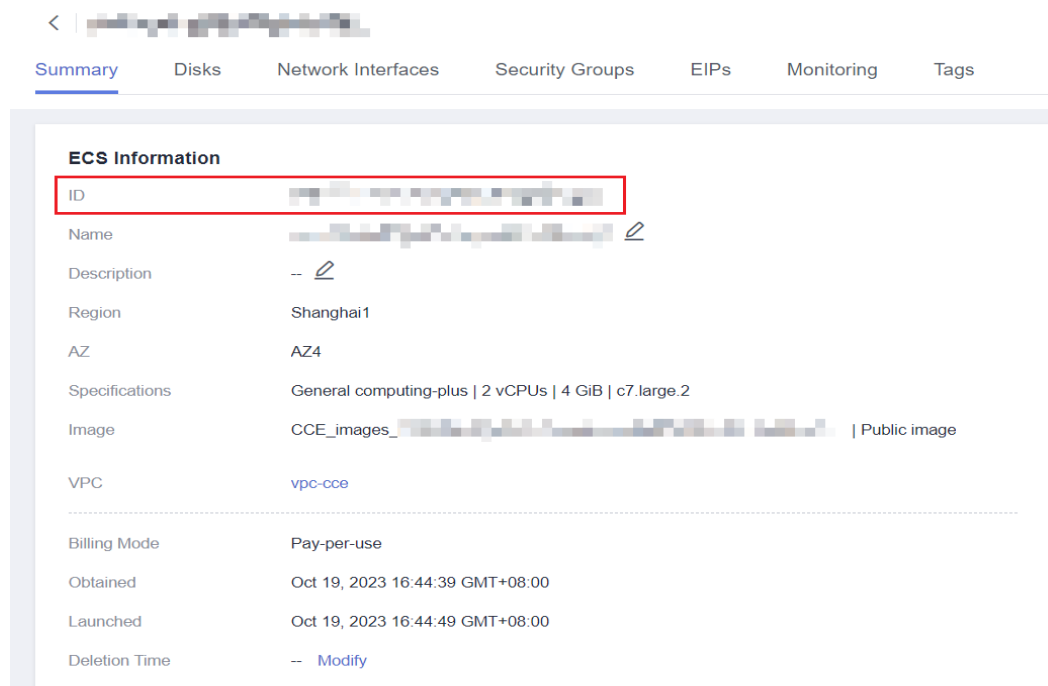 Summary Disks Network Interfaces Security Groups EIPs Monitoring Tags
ECS Information
ID
Name
Description --
Region Shanghai1
AZ AZ4
Specifications General computing-plus | 2 vCPUs | 4 GiB | c7.large.2
Image CCE_images_ | Public image
VPC vpc-cce
Billing Mode Pay-per-use
Obtained Oct 19, 2023 16:44:39 GMT+08:00
Launched Oct 19, 2023 16:44:49 GMT+08:00
Deletion Time -- Modify